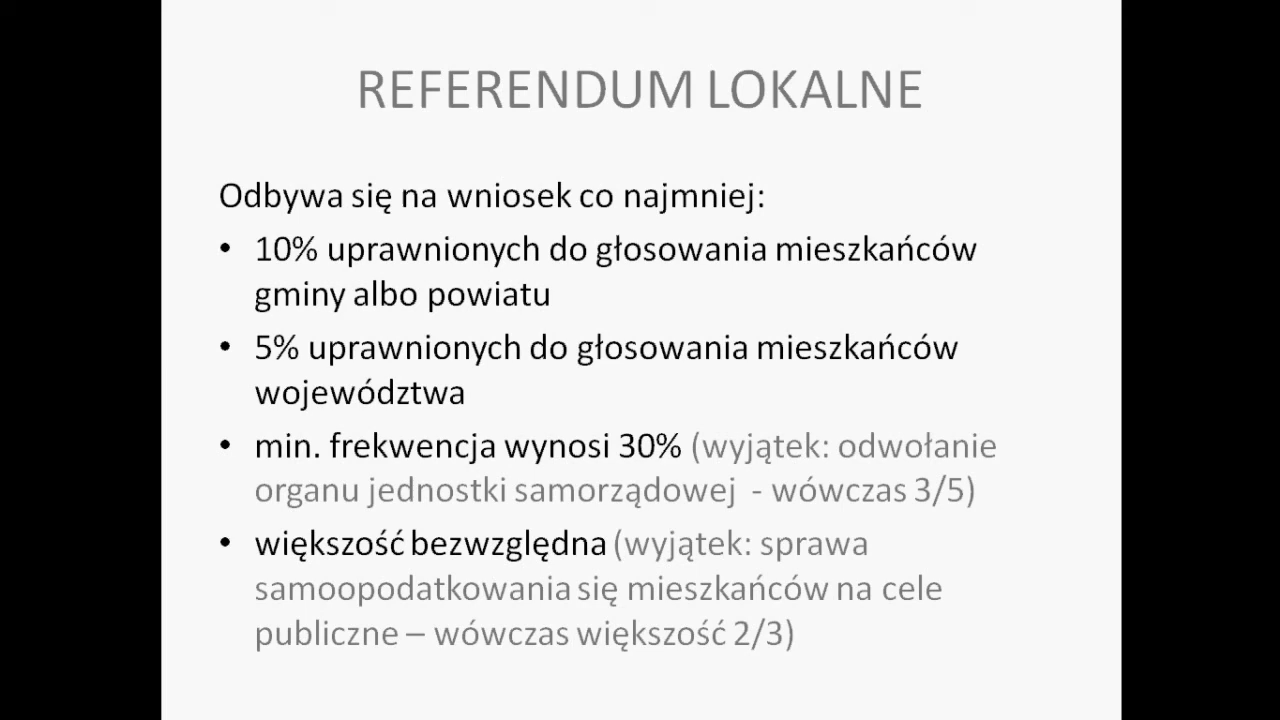 REFERENDUM LOKALNE
Odbywa się na wniosek co najmniej:
• 10% uprawnionych do głosowania mieszkańców
gminy albo powiatu
• 5% uprawnionych do głosowania mieszkańców
województwa
• min. frekwencja wynosi 30% (wyjątek: odwołanie
organu jednostki samorządowej - wówczas 3/5)
• większość bezwzględna (wyjątek: sprawa
samoopodatkowania się mieszkańców na cele
publiczne – wówczas większość 2/3)